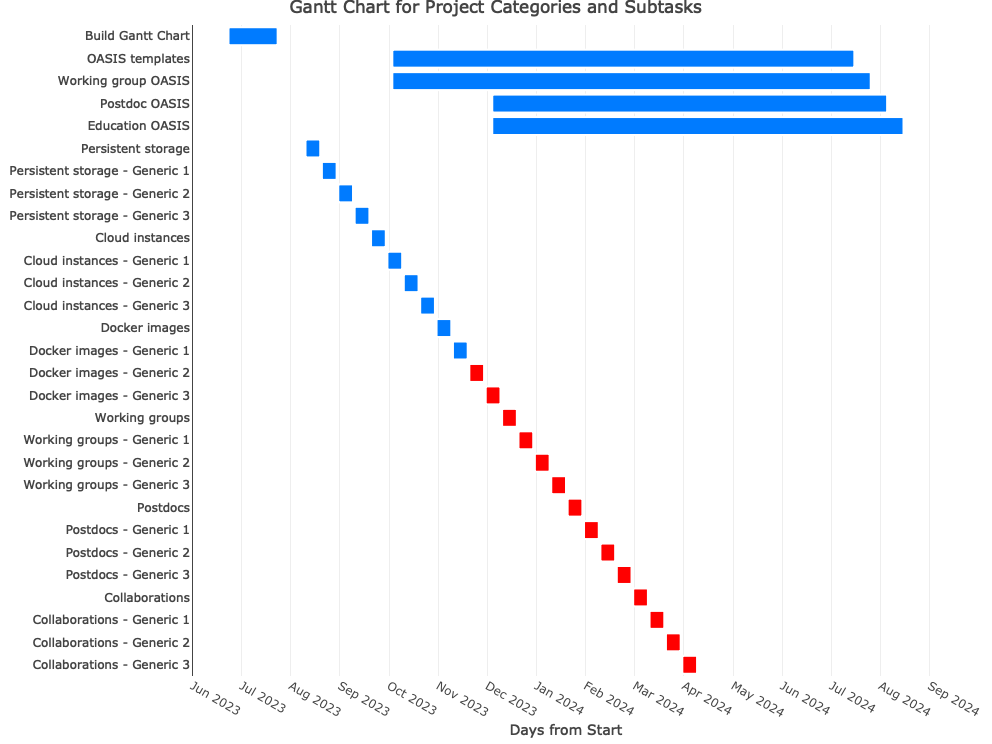 Gantt Chart for Project Categories and Subtasks
Build Gantt Chart
OASIS templates
Working group OASIS
Postdoc OASIS
Education OASIS
Persistent storage
Persistent storage - Generic 1
Persistent storage - Generic 2
Persistent storage - Generic 3
Cloud instances
Cloud instances - Generic 1
Cloud instances - Generic 2
Cloud instances - Generic 3
Docker images
Docker images - Generic 1
Docker images - Generic 2
Docker images - Generic 3
Working groups
Working groups - Generic 1
Working groups - Generic 2
Working groups - Generic 3
Postdocs
Postdocs - Generic 1
Postdocs - Generic 2
Postdocs - Generic 3
Collaborations
Collaborations - Generic 1
Collaborations - Generic 2
Collaborations - Generic 3
Jun 2023
Jul 2023
Aug 2023
Sep 2023
Oct 2023
Nov 2023
Dec 2023
Jan 2024
Feb 2024
Mar 2024
Apr 2024
May 2024
Jun 2024
Jul 2024
Aug 2024
Sep 2024
Days from Start